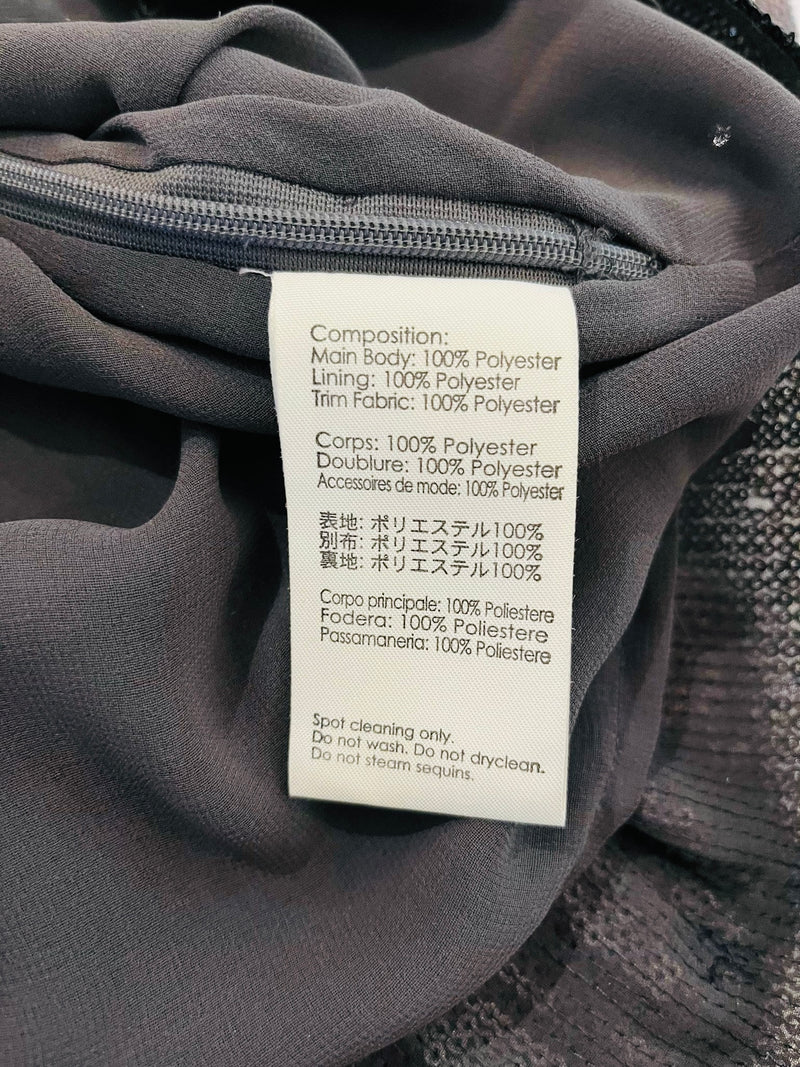 Composition:
Main Body: 100% Polyester
Lining: 100% Polyester
Trim Fabric: 100% Polyester
Corps: 100% Polyester
Doublure: 100% Polyester
Accessoires de mode: 100% Polyester
表地: ポリエステル100%
別布: ポリエステル100%
裏地: ポリエステル100%
Corpo principale: 100% Poliestere
Fodera: 100% Poliestere
Passamaneria: 100% Poliestere
Spot cleaning only.
Do not wash. Do not dryclean.
Do not steam sequins.